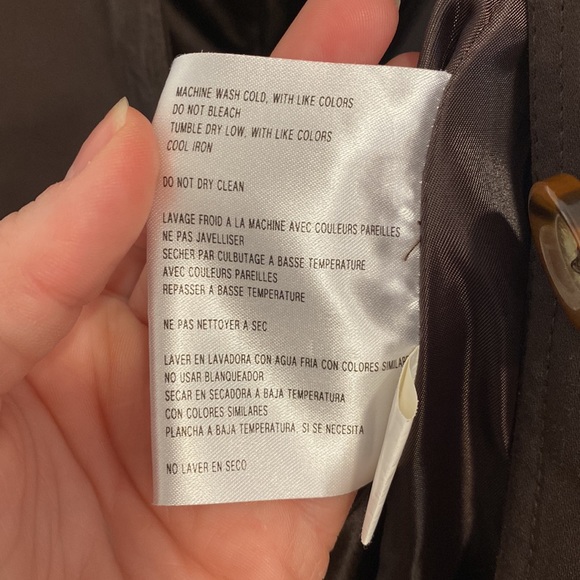 MACHINE WASH COLD, WITH LIKE COLORS
DO NOT BLEACH
TUMBLE DRY LOW, WITH LIKE COLORS
COOL IRON
DO NOT DRY CLEAN
LAVAGE FROID A LA MACHINE AVEC COULEURS PAREILLES
NE PAS JAVELLISER
SECHER PAR CULBUTAGE A BASSE TEMPERATURE
AVEC COULEURS PAREILLES
REPASSER A BASSE TEMPERATURE
NE PAS NETTOYER A SEC
LAVER EN LAVADORA CON AGUA FRIA CON COLORES SIMILAR
NO USAR BLANQUEADOR
SECAR EN SECADORA A BAJA TEMPERATURA
CON COLORES SIMILARES
PLANCHA A BAJA TEMPERATURA, SI SE NECESITA
NO LAVER EN SECO